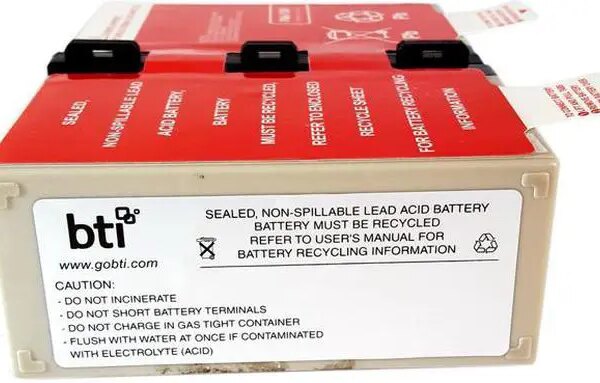 SEALED,
NON-SPILLABLE LEAD
ACID BATTERY,
BATTERY
MUST BE RECYCLED
REFER TO ENCLOSED
RECYCLE SHEET
FOR BATTERY RECYCLING
INFORMATION
bti
www.gobti.com
SEALED, NON-SPILLABLE LEAD ACID BATTERY
BATTERY MUST BE RECYCLED
REFER TO USER'S MANUAL FOR
BATTERY RECYCLING INFORMATION
CAUTION:
- DO NOT INCINERATE
- DO NOT SHORT BATTERY TERMINALS
- DO NOT CHARGE IN GAS TIGHT CONTAINER
- FLUSH WITH WATER AT ONCE IF CONTAMINATED
WITH ELECTROLYTE (ACID)